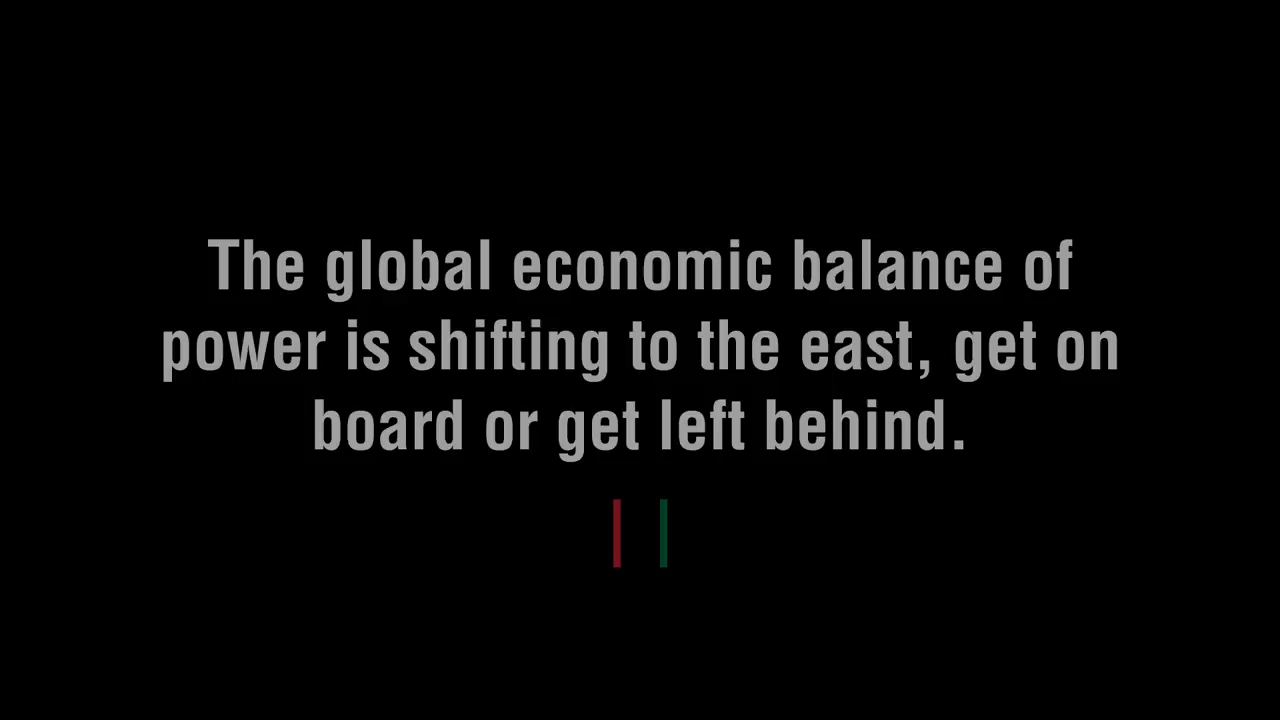 The global economic balance of
power is shifting to the east, get on
board or get left behind.